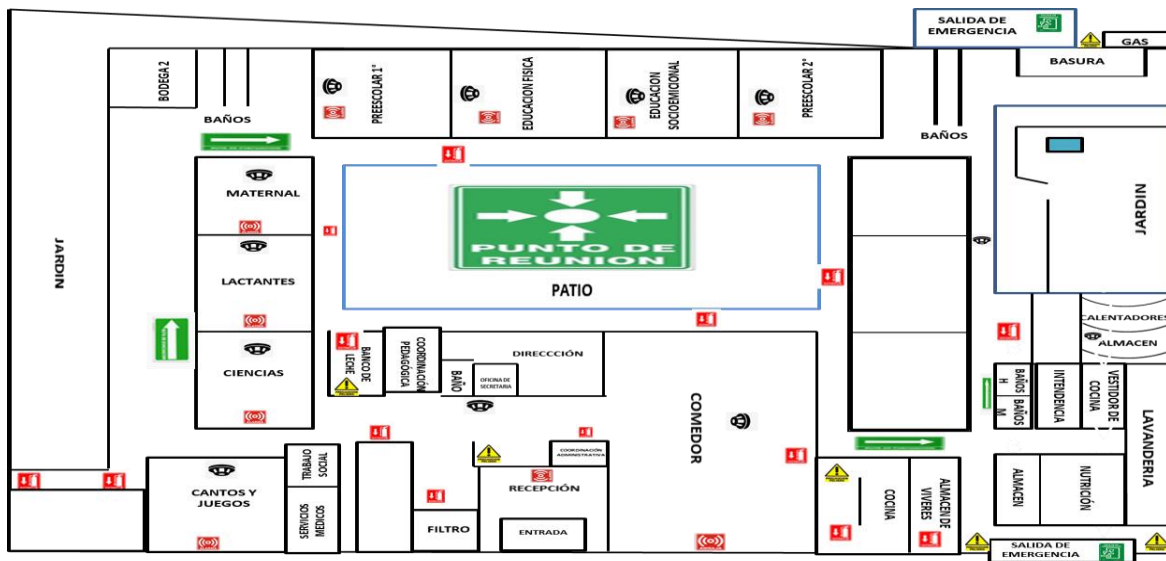 SALIDA DE
EMERGENCIA
GAS
BASURA
BODEGA 2
BAÑOS
PREESCOLAR 1°
EDUCACION FISICA
EDUCACION
SOCIOEMICIONAL
PREESCOLAR 2°
BAÑOS
MATERNAL
LACTANTES
CIENCIAS
JARDIN
PUNTO DE
REUNION
PATIO
JARDIN
CALENTADORES
ALMACEN
BANCO DE
LECHE
COORDINACIÓN
PEDAGÓGICA
BAÑO
OFICINA DE
SECRETARIA
DIRECCCIÓN
COMEDOR
BAÑOS
H
BAÑOS
M
INTENDENCIA
VESTIDOR DE
COCINA
LAVANDERIA
CANTOS Y
JUEGOS
TRABAJO
SOCIAL
SERVICIOS
MEDICOS
FILTRO
COORDINACIÓN
ADMINISTRATIVA
RECEPCIÓN
ENTRADA
COCINA
ALMACEN DE
VIVERES
ALMACEN
NUTRICIÓN
SALIDA DE
EMERGENCIA